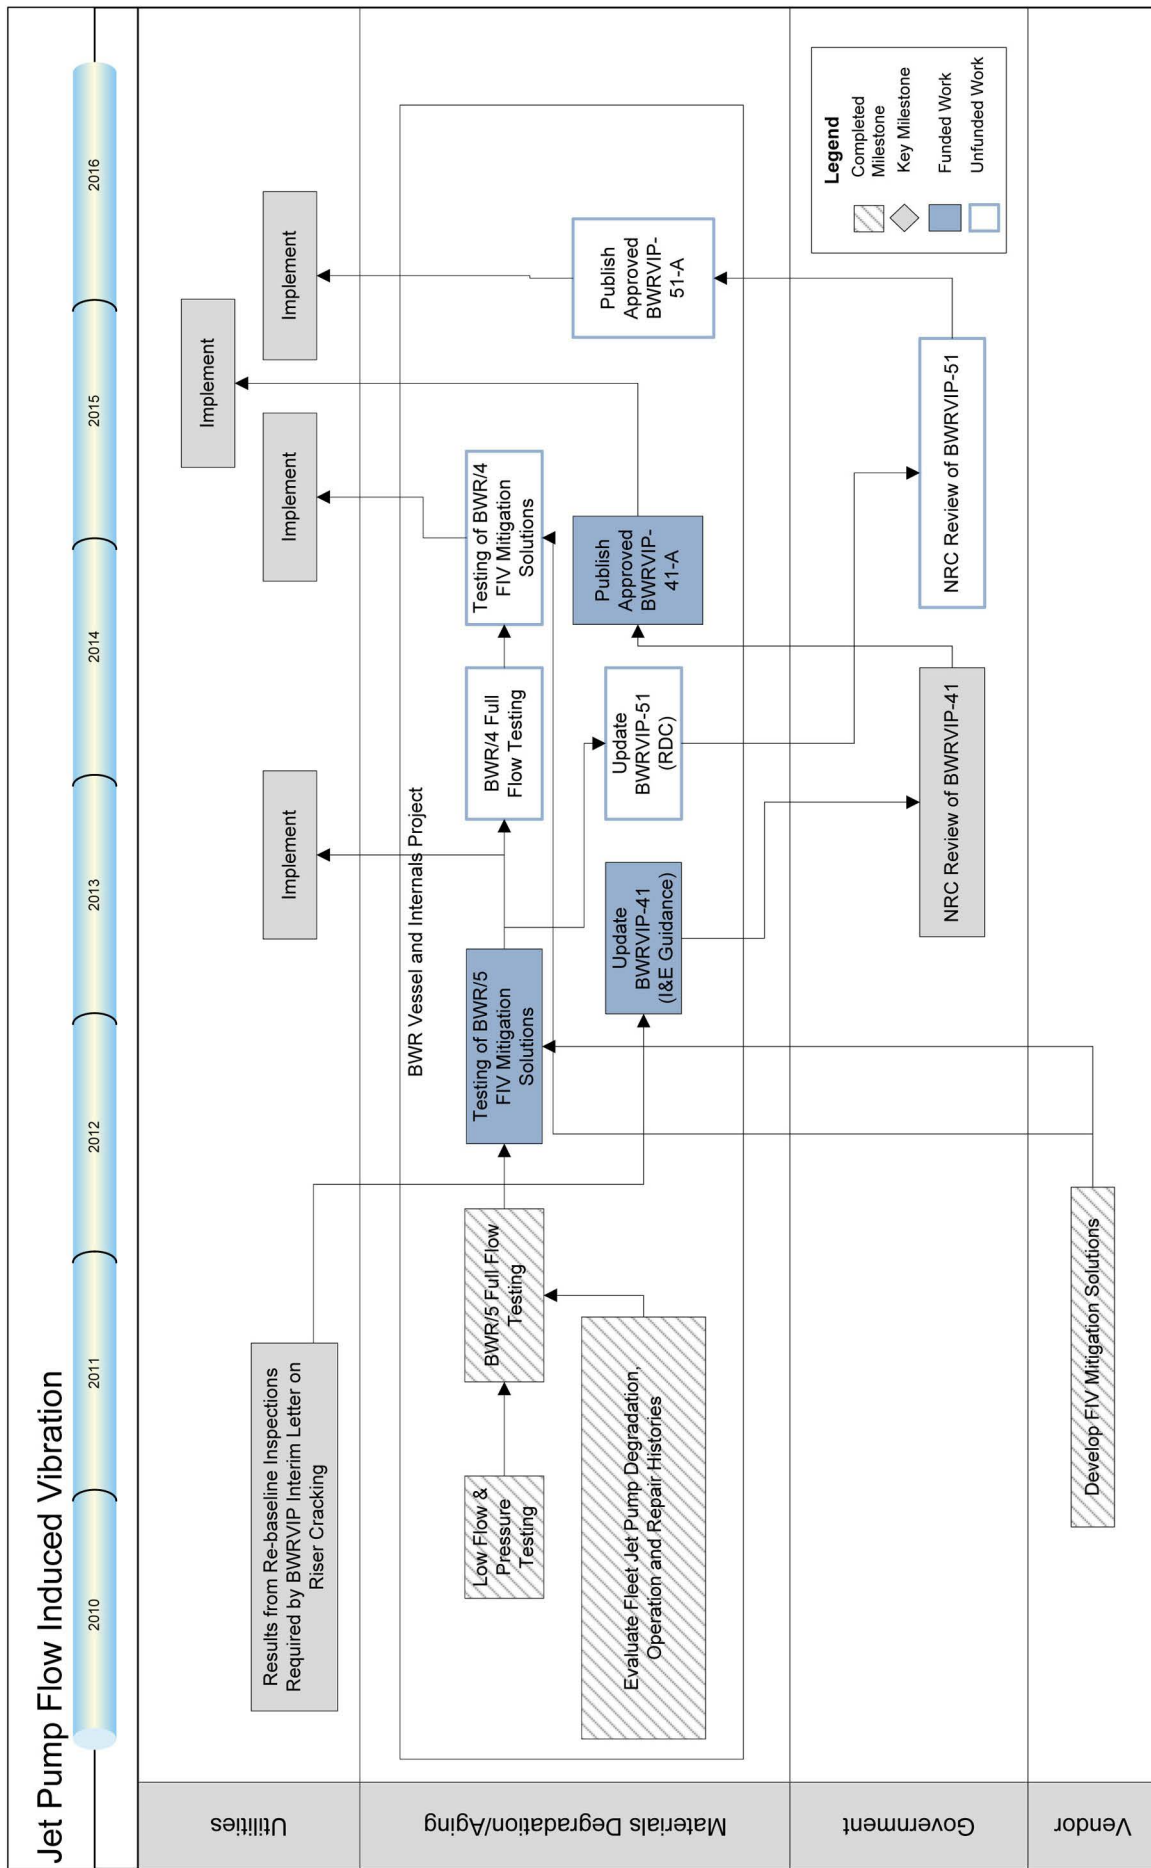 Jet Pump Flow Induced Vibration
2010
2011
2012
2013
2014
2015
2016
Utilities
Results from Re-baseline Inspections
Required by BWRVIP Interim Letter on
Riser Cracking
Implement
Implement
Implement
Implement
Materials Degradation/Aging
BWR Vessel and Internals Project
Low Flow &
Pressure
Testing
BWR/5 Full Flow
Testing
Testing of BWR/5
FIV Mitigation
Solutions
BWR/4 Full
Flow Testing
Testing of BWR/4
FIV Mitigation
Solutions
Evaluate Fleet Jet Pump Degradation,
Operation and Repair Histories
Update
BWRVIP-41
(I&E Guidance)
Update
BWRVIP-51
(RDC)
Publish
Approved
BWRVIP-
41-A
Publish
Approved
BWRVIP-
51-A
Government
NRC Review of BWRVIP-41
NRC Review of BWRVIP-51
Legend
Completed
Milestone
Key Milestone
Funded Work
Unfunded Work
Vendor
Develop FIV Mitigation Solutions